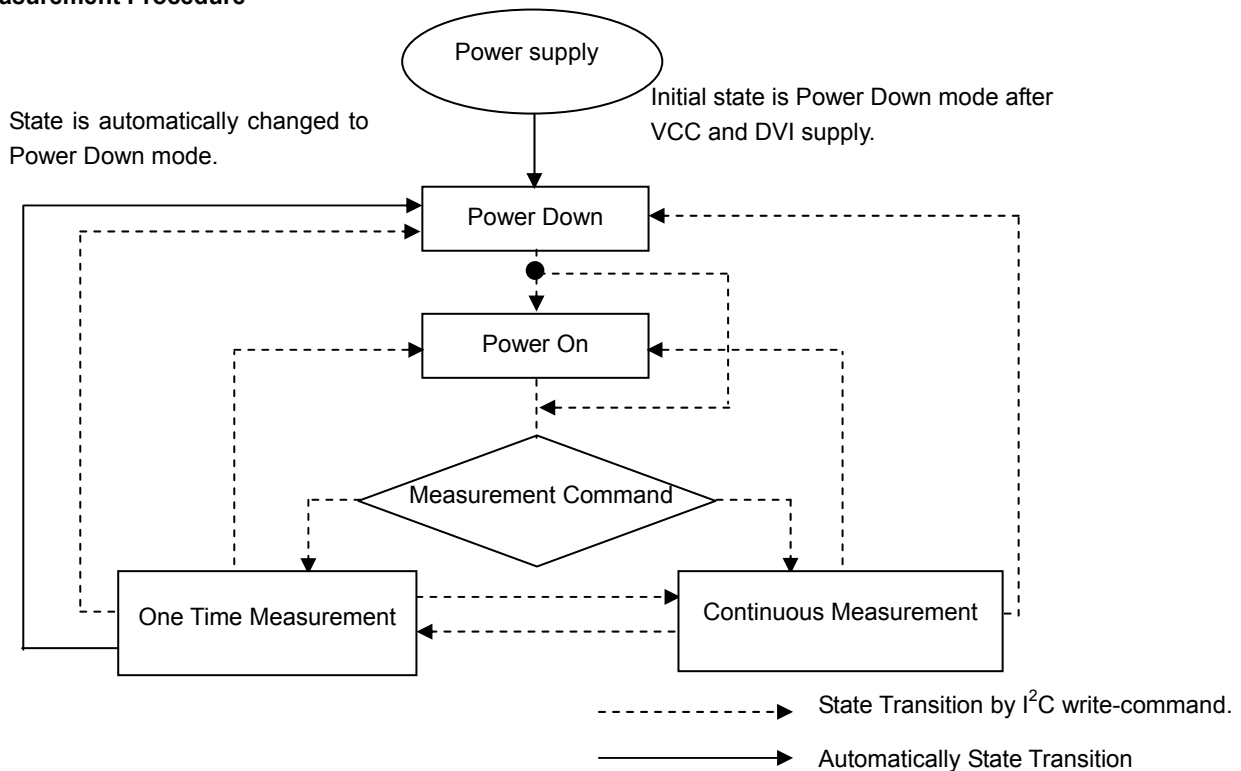 Power supply
Initial state is Power Down mode after
VCC and DVI supply.
State is automatically changed to
Power Down mode.
Power Down
Power On
Measurement Command
One Time Measurement
Continuous Measurement
State Transition by I²C write-command.
Automatically State Transition